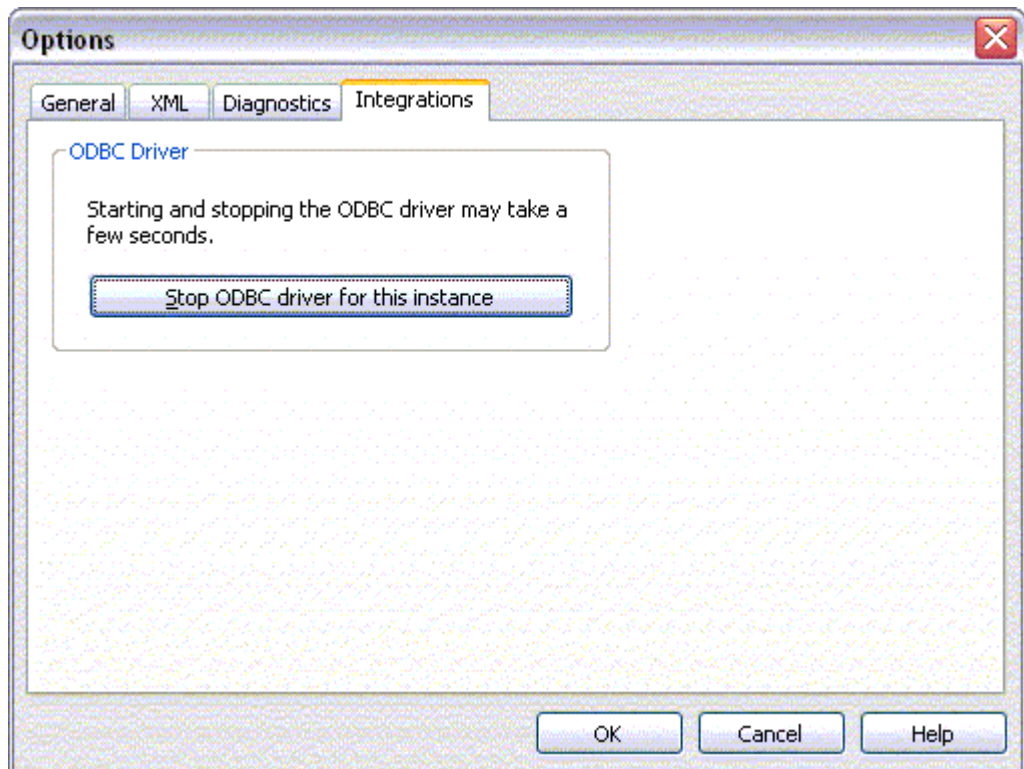 Options
General XML Diagnostics Integrations
ODBC Driver
Starting and stopping the ODBC driver may take a
few seconds.
Stop ODBC driver for this instance
OK Cancel Help